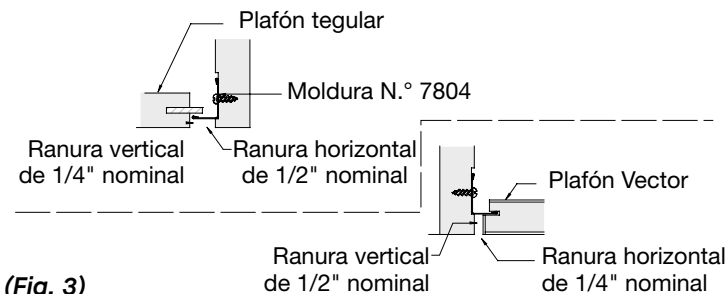 Plafón tegular
Moldura N.° 7804
Ranura vertical
de 1/4" nominal
Ranura horizontal
de 1/2" nominal
Plafón Vector
Ranura vertical
de 1/2" nominal
Ranura horizontal
de 1/4" nominal
(Fig. 3)